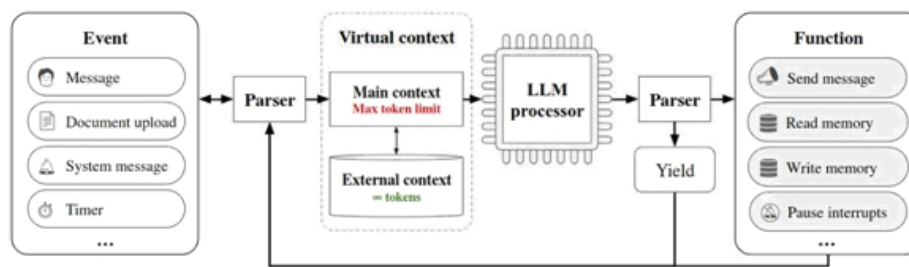 Event
Message
Document upload
System message
Timer
...
Parser
Virtual context
Main context
Max token limit
External context
∞ tokens
LLM
processor
Parser
Yield
Function
Send message
Read memory
Write memory
Pause interrupts
...